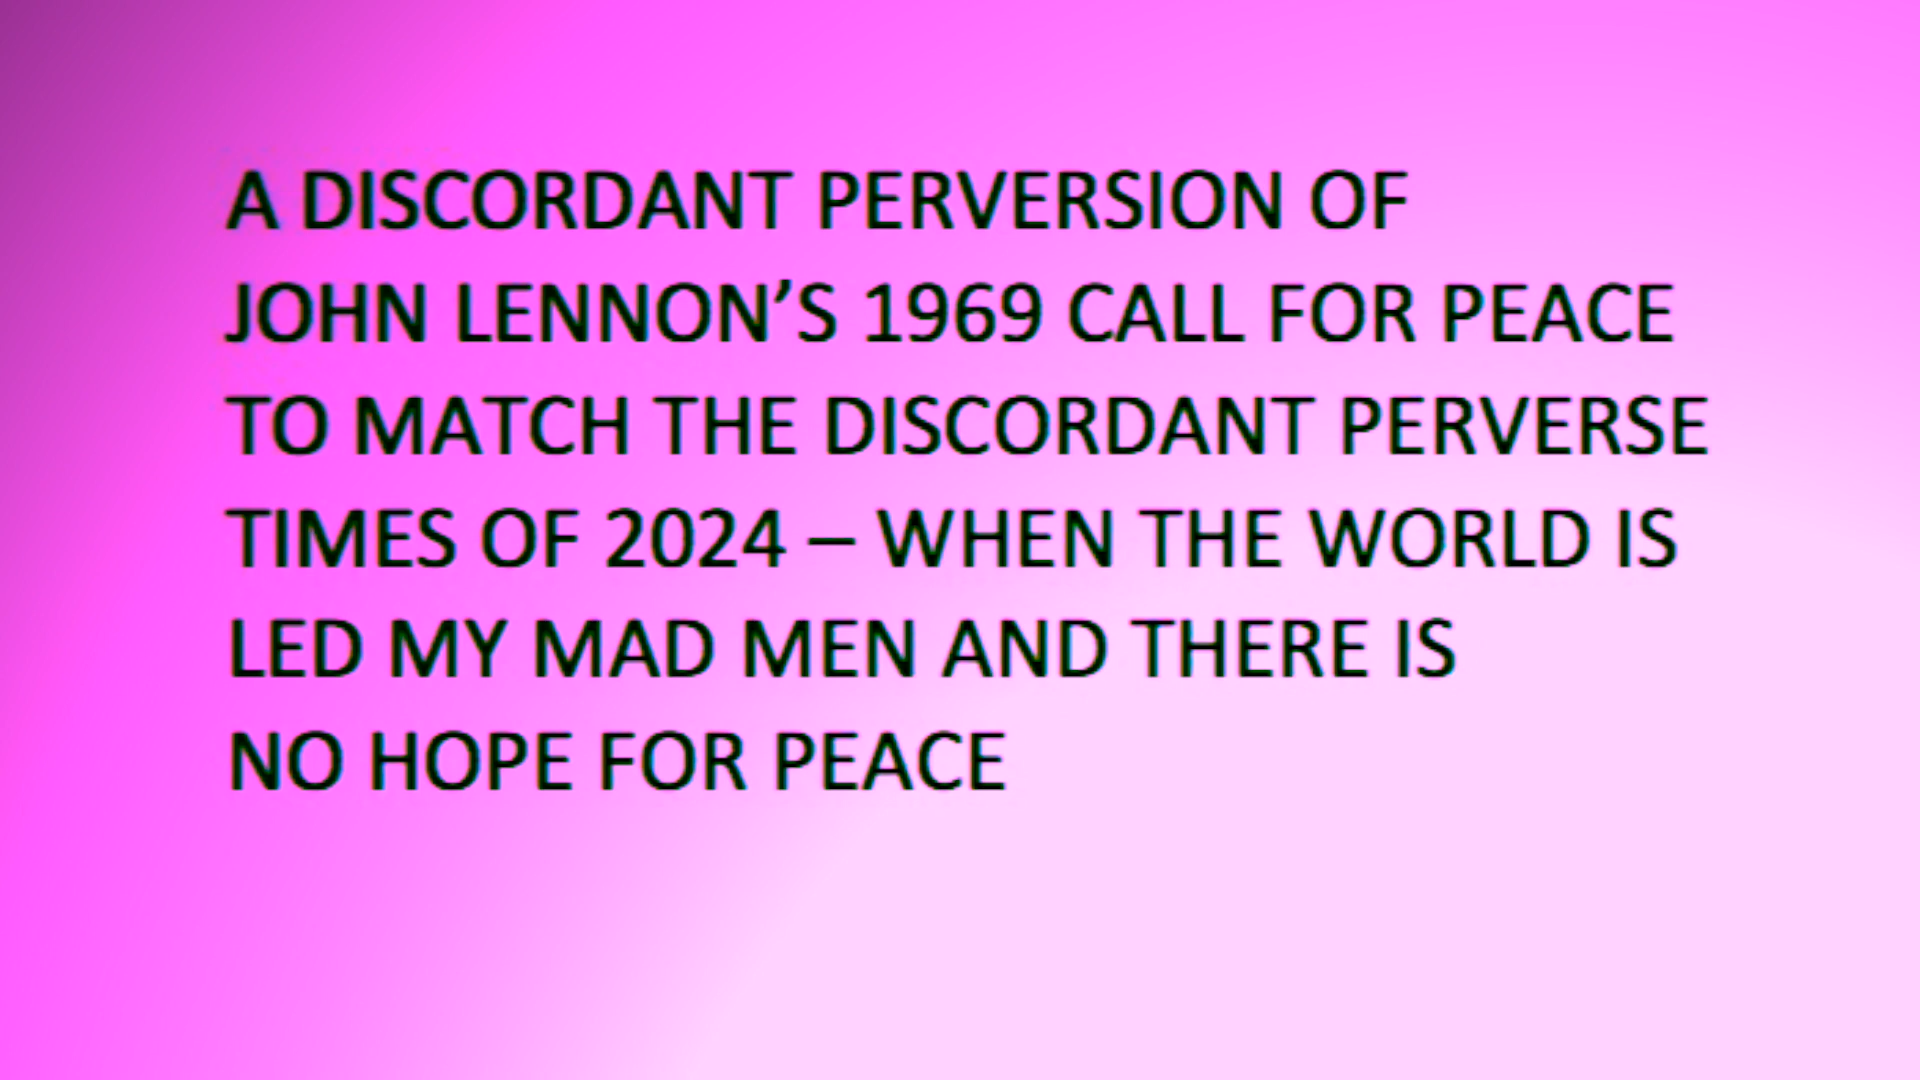 A DISCORDANT PERVERSION OF
JOHN LENNON’S 1969 CALL FOR PEACE
TO MATCH THE DISCORDANT PERVERSE
TIMES OF 2024 – WHEN THE WORLD IS
LED MY MAD MEN AND THERE IS
NO HOPE FOR PEACE